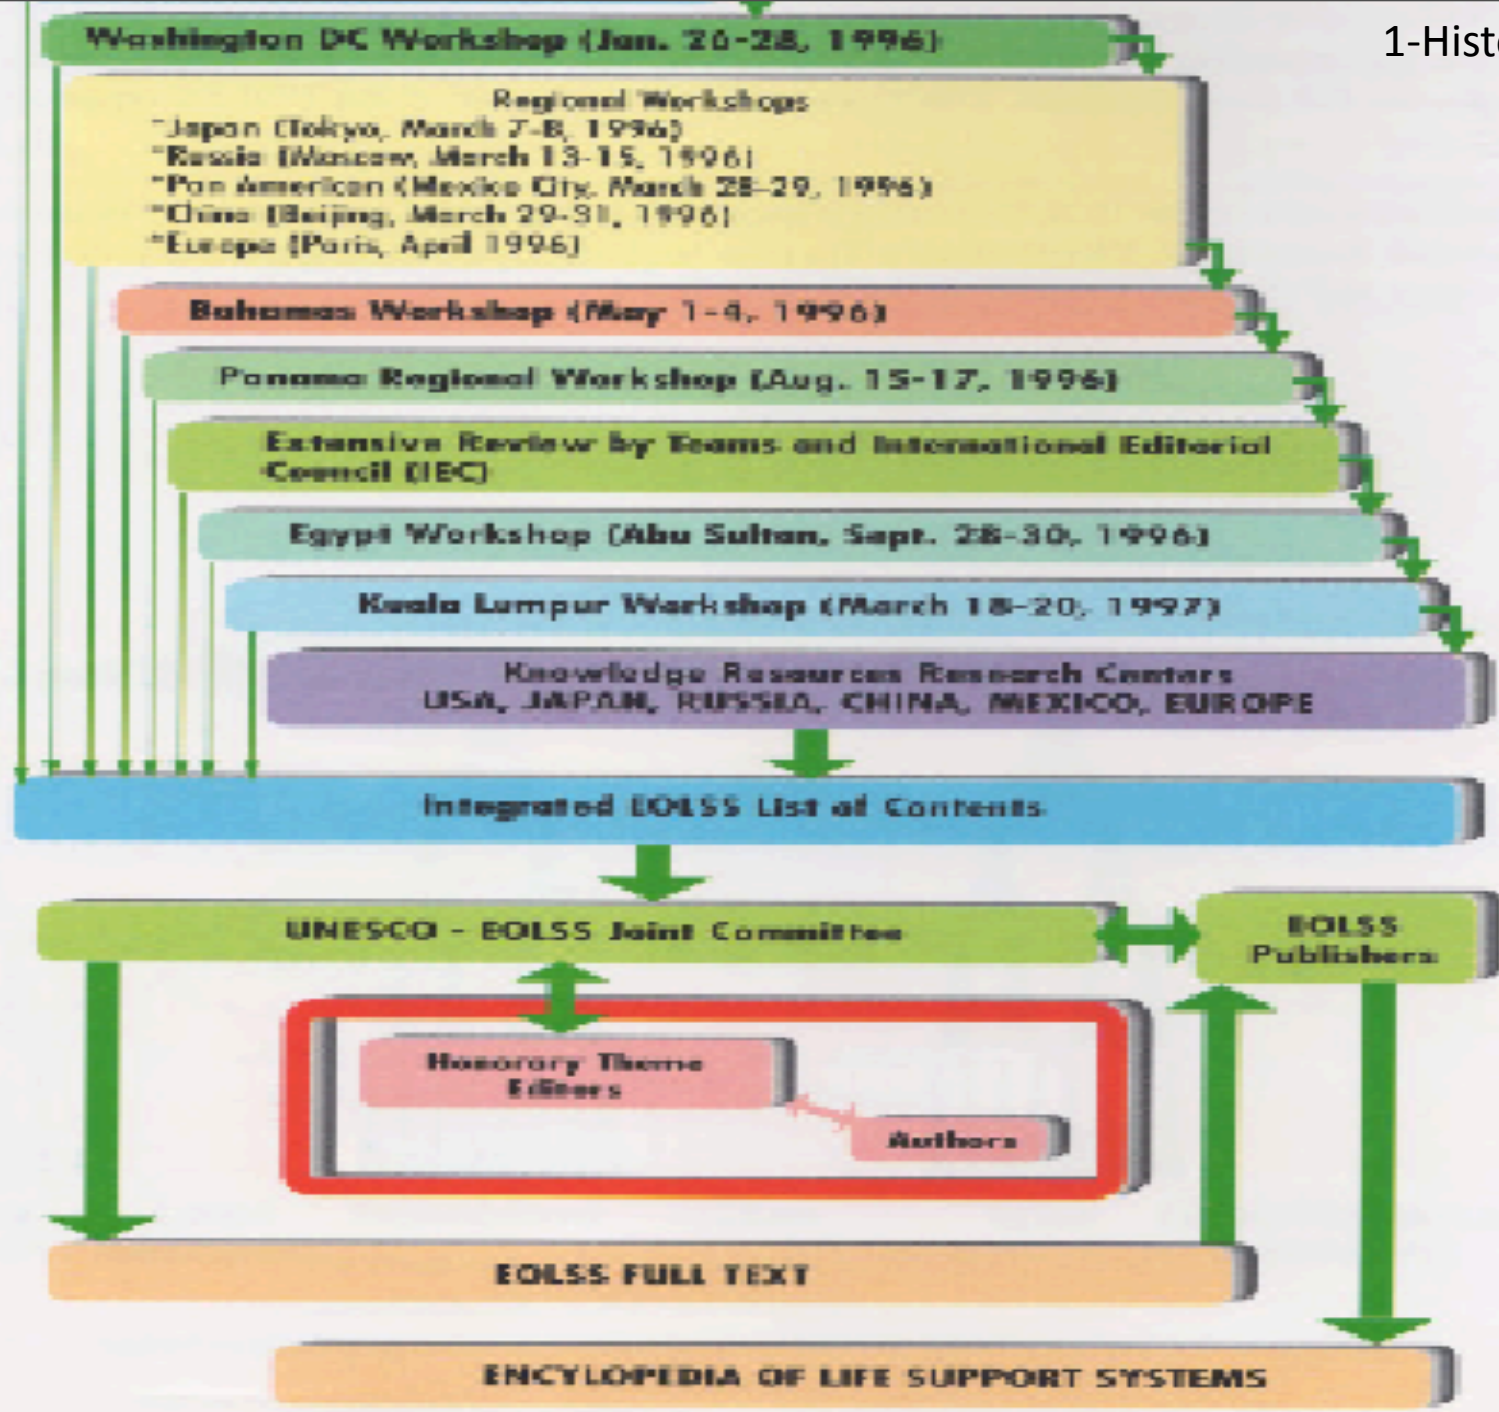 1-Histo
Washington DC Workshop (Jan. 26-28, 1996)
Regional Workshops
*Japan (Tokyo, March 7-8, 1996)
*Russia (Moscow, March 13-15, 1996)
*Pan American (Mexico City, March 28-29, 1996)
*China (Beijing, March 29-31, 1996)
*Europe (Paris, April 1996)
Bahamas Workshop (May 1-4, 1996)
Panama Regional Workshop (Aug. 15-17, 1996)
Extensive Review by Teams and International Editorial
Council (IEC)
Egypt Workshop (Abu Sultan, Sept. 28-30, 1996)
Kuala Lumpur Workshop (March 18-20, 1997)
Knowledge Resources Research Centers
USA, JAPAN, RUSSIA, CHINA, MEXICO, EUROPE
Integrated EOLSS List of Contents
UNESCO - EOLSS Joint Committee
EOLSS
Publishers
Honorary Theme
Editors
Authors
EOLSS FULL TEXT
ENCYLOPEDIA OF LIFE SUPPORT SYSTEMS